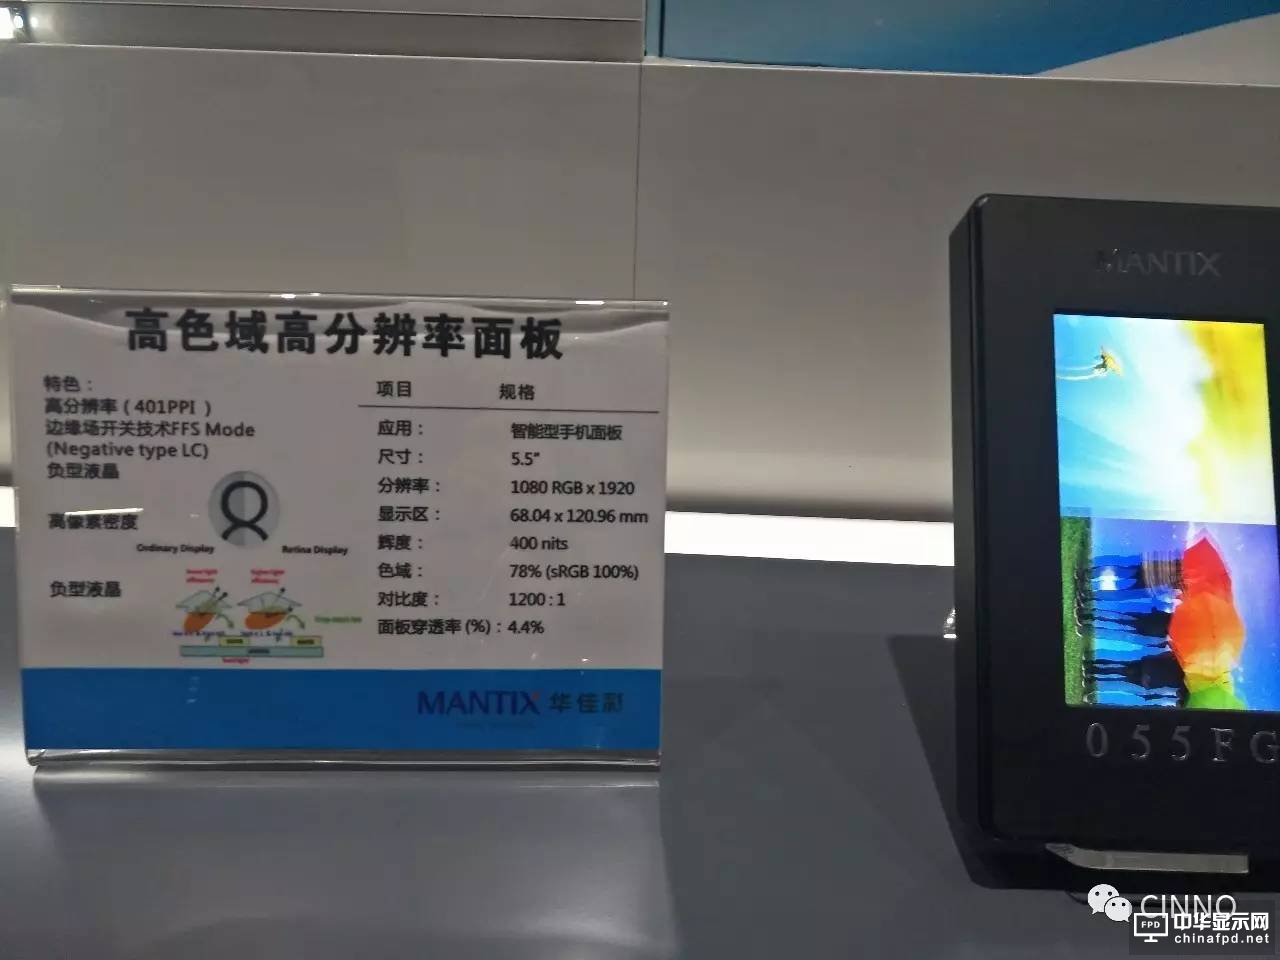 高色域高分辨率面板
特色：
高分辨率（401PPI ）
边缘场开关技术FFS Mode
(Negative type LC)
负型液晶
高像素密度
Ordinary Display
Retina Display
负型液晶
项目 规格
应用： 智能型手机面板
尺寸： 5.5"
分辨率： 1080 RGB x 1920
显示区： 68.04 x 120.96 mm
辉度： 400 nits
色域： 78% (sRGB 100%)
对比度： 1200 : 1
面板穿透率(%)：4.4%
MANTIX 华佳彩
MANTIX
055FG
CINNO
FPD 中华显示网
chinafpd.net